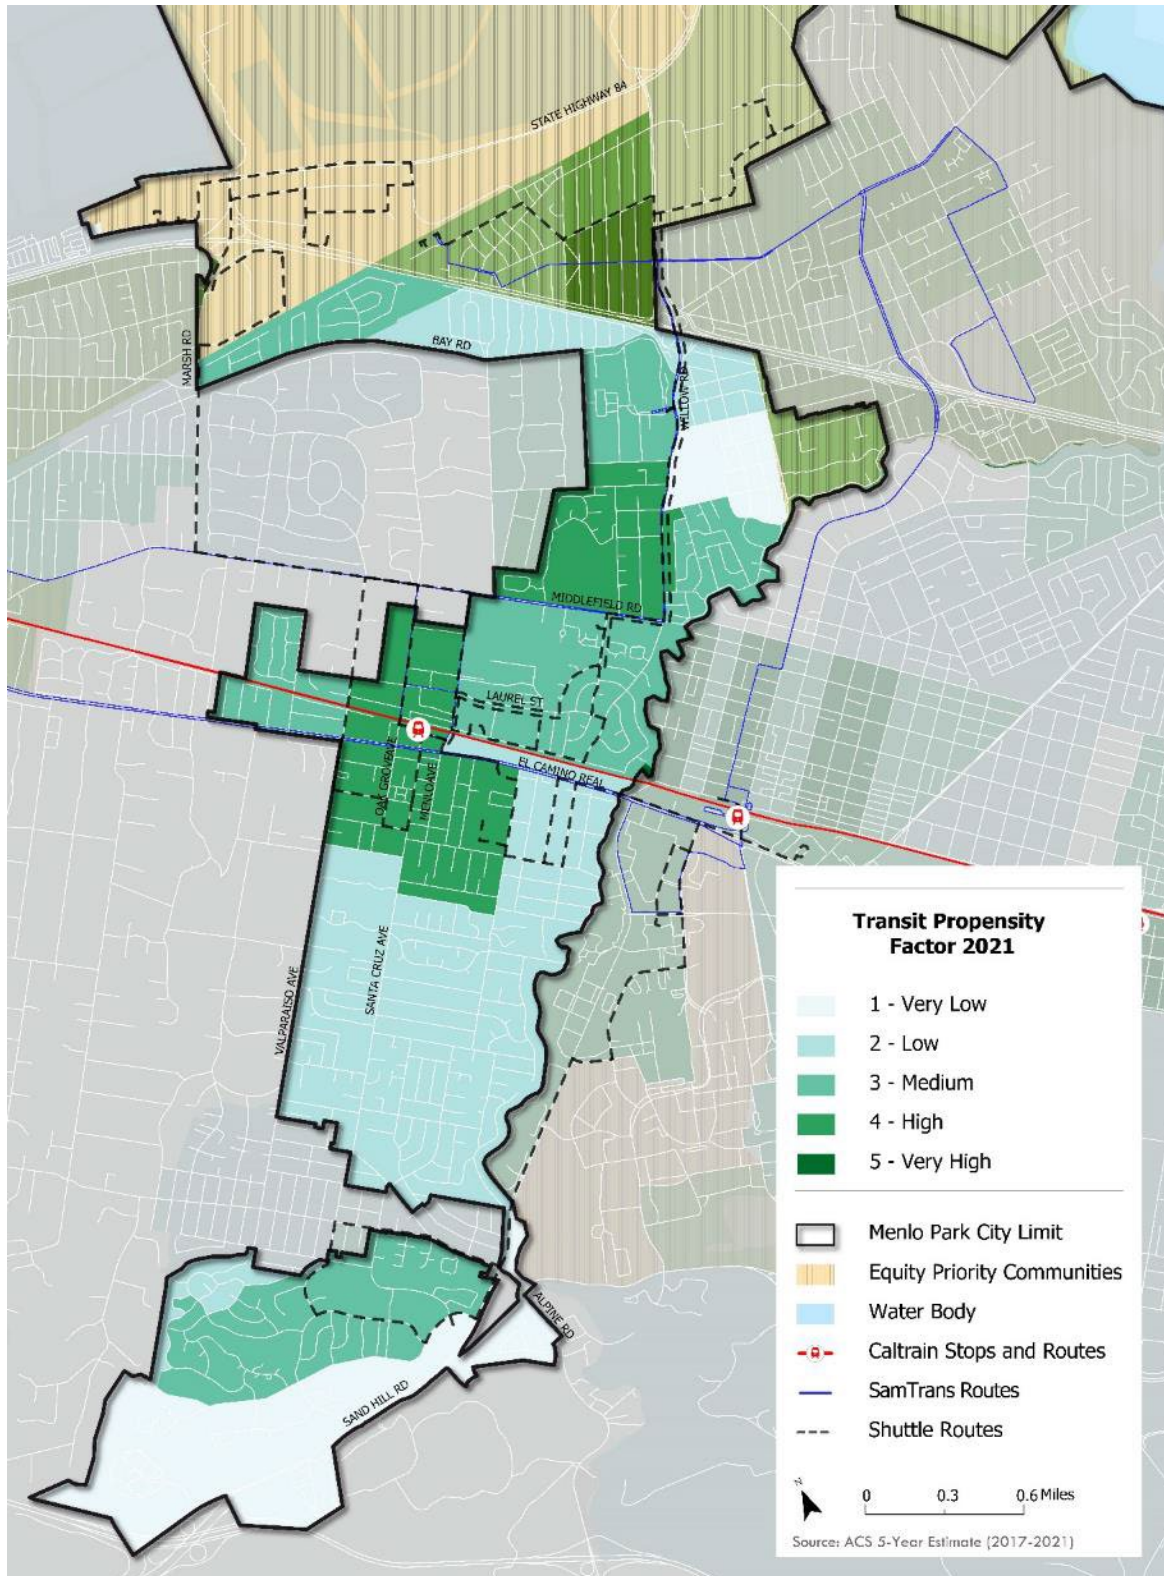 STATE HIGHWAY 84
MARSH RD
BAY RD
WILLOW RD
MIDDLEFIELD RD
LAUREL ST
EL CAMINO REAL
OAK GROVE AVE
MENLO AVE
SANTA CRUZ AVE
VALPARAISO AVE
ALPINE RD
SAND HILL RD
Transit Propensity
Factor 2021
1 - Very Low
2 - Low
3 - Medium
4 - High
5 - Very High
Menlo Park City Limit
Equity Priority Communities
Water Body
Caltrain Stops and Routes
SamTrans Routes
Shuttle Routes
N
0 0.3 0.6 Miles
Source: ACS 5-Year Estimate (2017-2021)